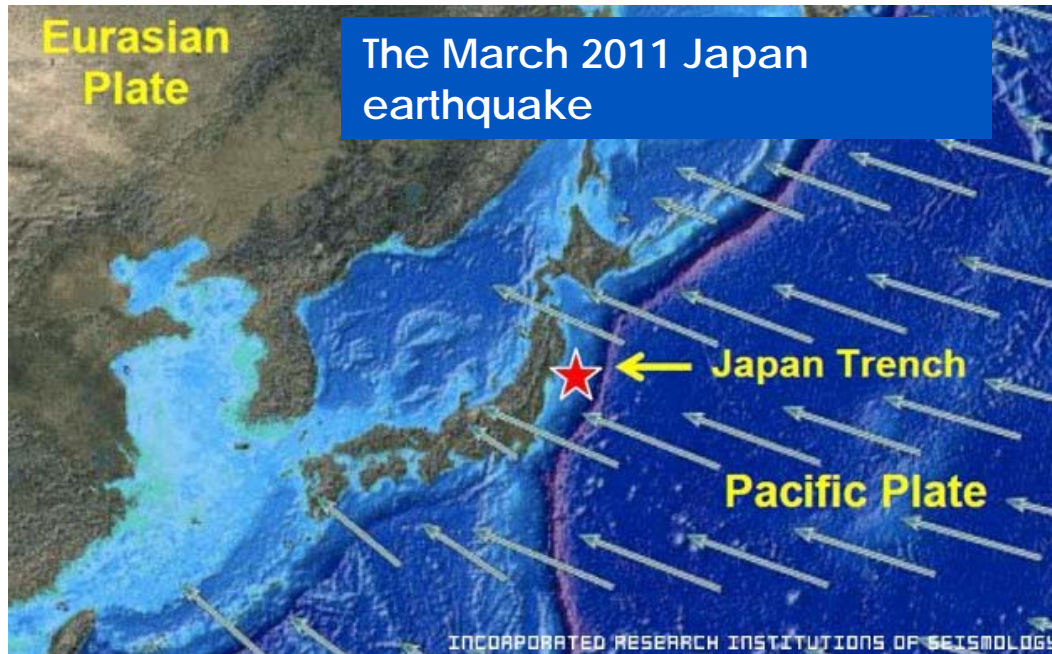 Eurasian
Plate
The March 2011 Japan
earthquake
Japan Trench
Pacific Plate
INCORPORATED RESEARCH INSTITUTIONS OF SEISMOLOGY